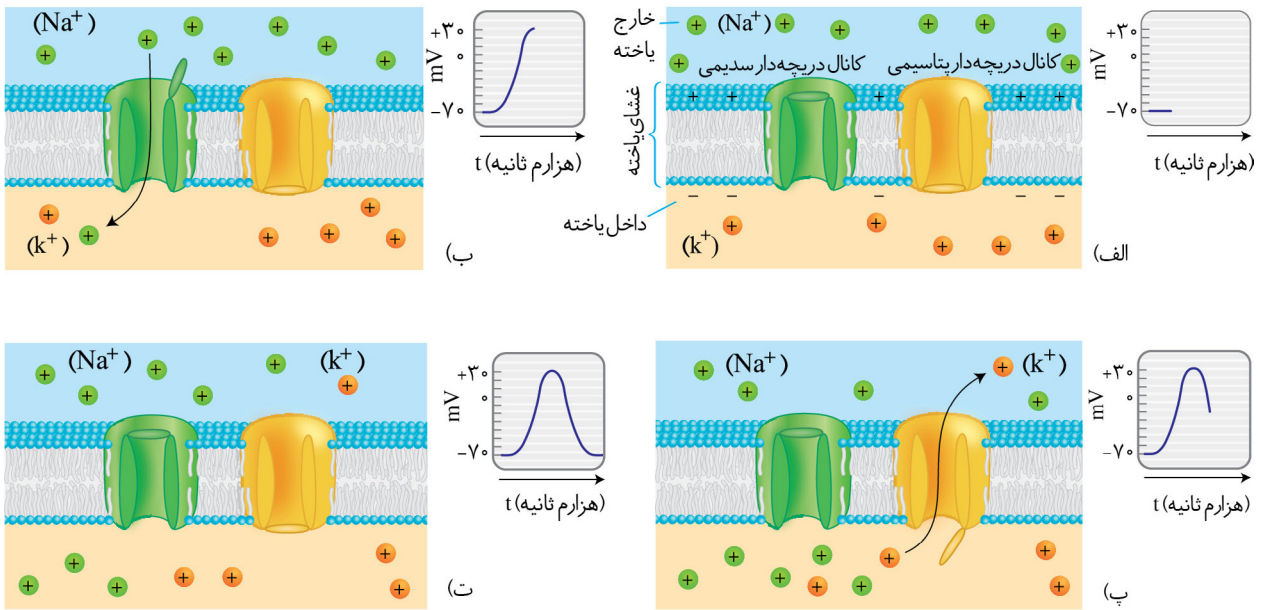 (Na⁺)
خارج
یاخته
کانال دریچه‌دار سدیمی
کانال دریچه‌دار پتاسیمی
غشای یاخته
+ + + + +
– – – – –
داخل یاخته
(k⁺)
+۳۰
۰
–۷۰
mV
t (هزارم ثانیه)
الف)
(Na⁺)
(k⁺)
+۳۰
۰
–۷۰
mV
t (هزارم ثانیه)
ب)
(Na⁺)
(k⁺)
+۳۰
۰
–۷۰
mV
t (هزارم ثانیه)
پ)
(Na⁺)
(k⁺)
+۳۰
۰
–۷۰
mV
t (هزارم ثانیه)
ت)